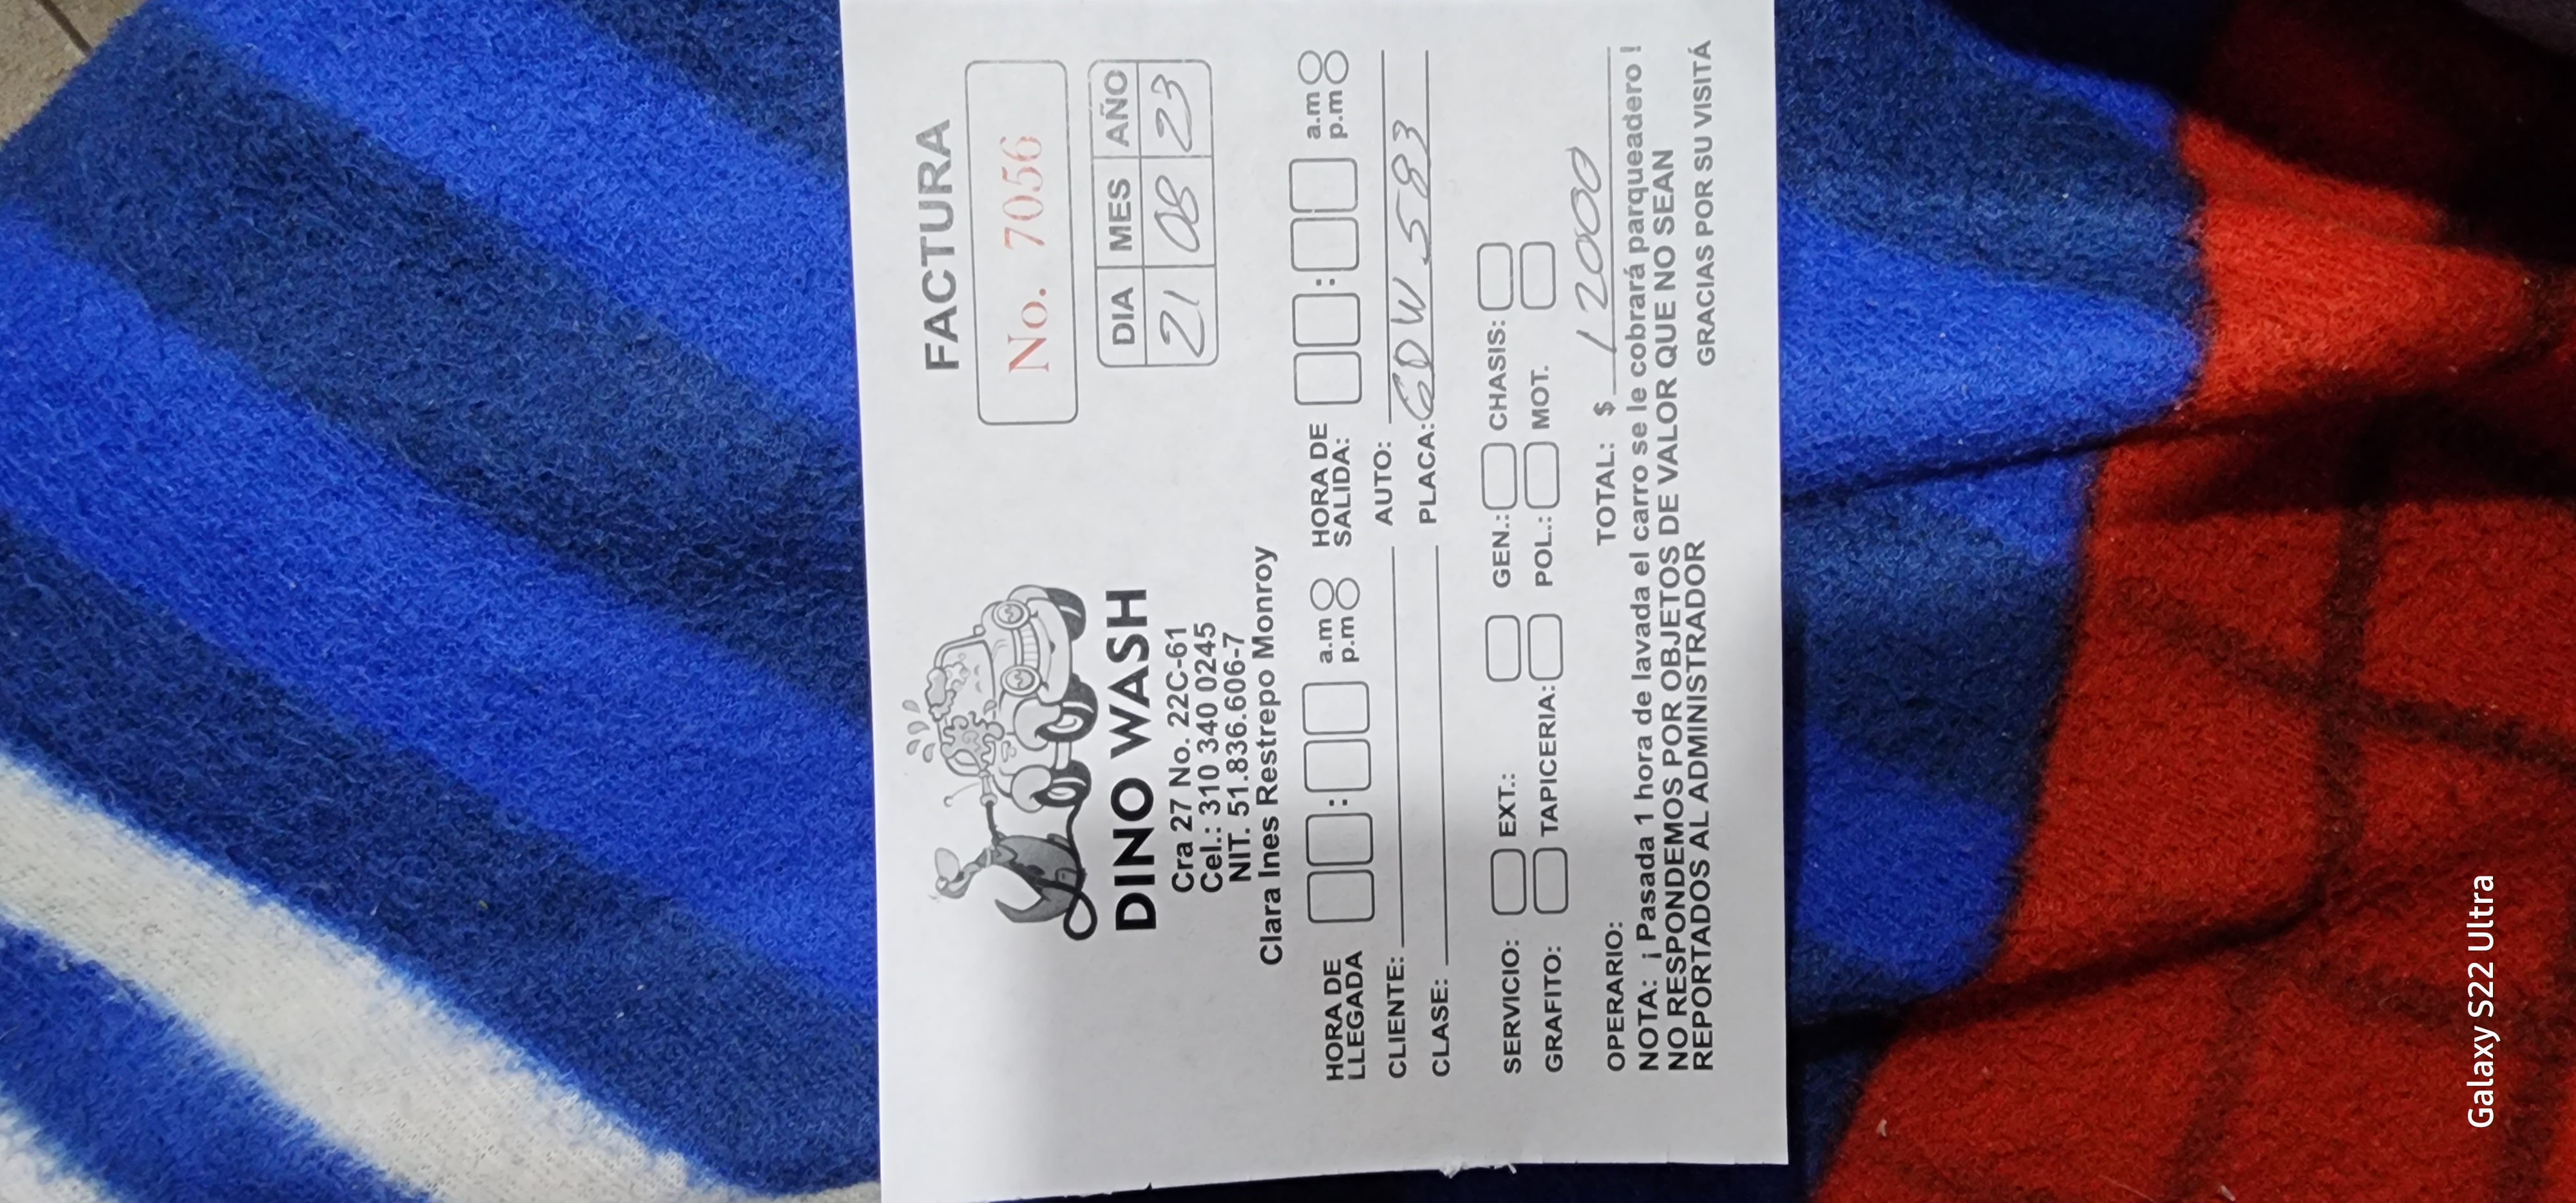 FACTURA
No. 7056
DIA MES AÑO
21 08 23
DINO WASH
Cra 27 No. 22C-61
Cel.: 310 340 0245
NIT. 51.836.606-7
Clara Ines Restrepo Monroy
HORA DE LLEGADA : a.m p.m HORA DE SALIDA: : a.m p.m
CLIENTE: AUTO:
CLASE: PLACA: GDW 583
SERVICIO: EXT.: GEN.: CHASIS:
GRAFITO: TAPICERIA: POL.: MOT.
OPERARIO: TOTAL: $ 12000
NOTA: ¡ Pasada 1 hora de lavada el carro se le cobrará parqueadero !
NO RESPONDEMOS POR OBJETOS DE VALOR QUE NO SEAN
REPORTADOS AL ADMINISTRADOR GRACIAS POR SU VISITÁ
Galaxy S22 Ultra